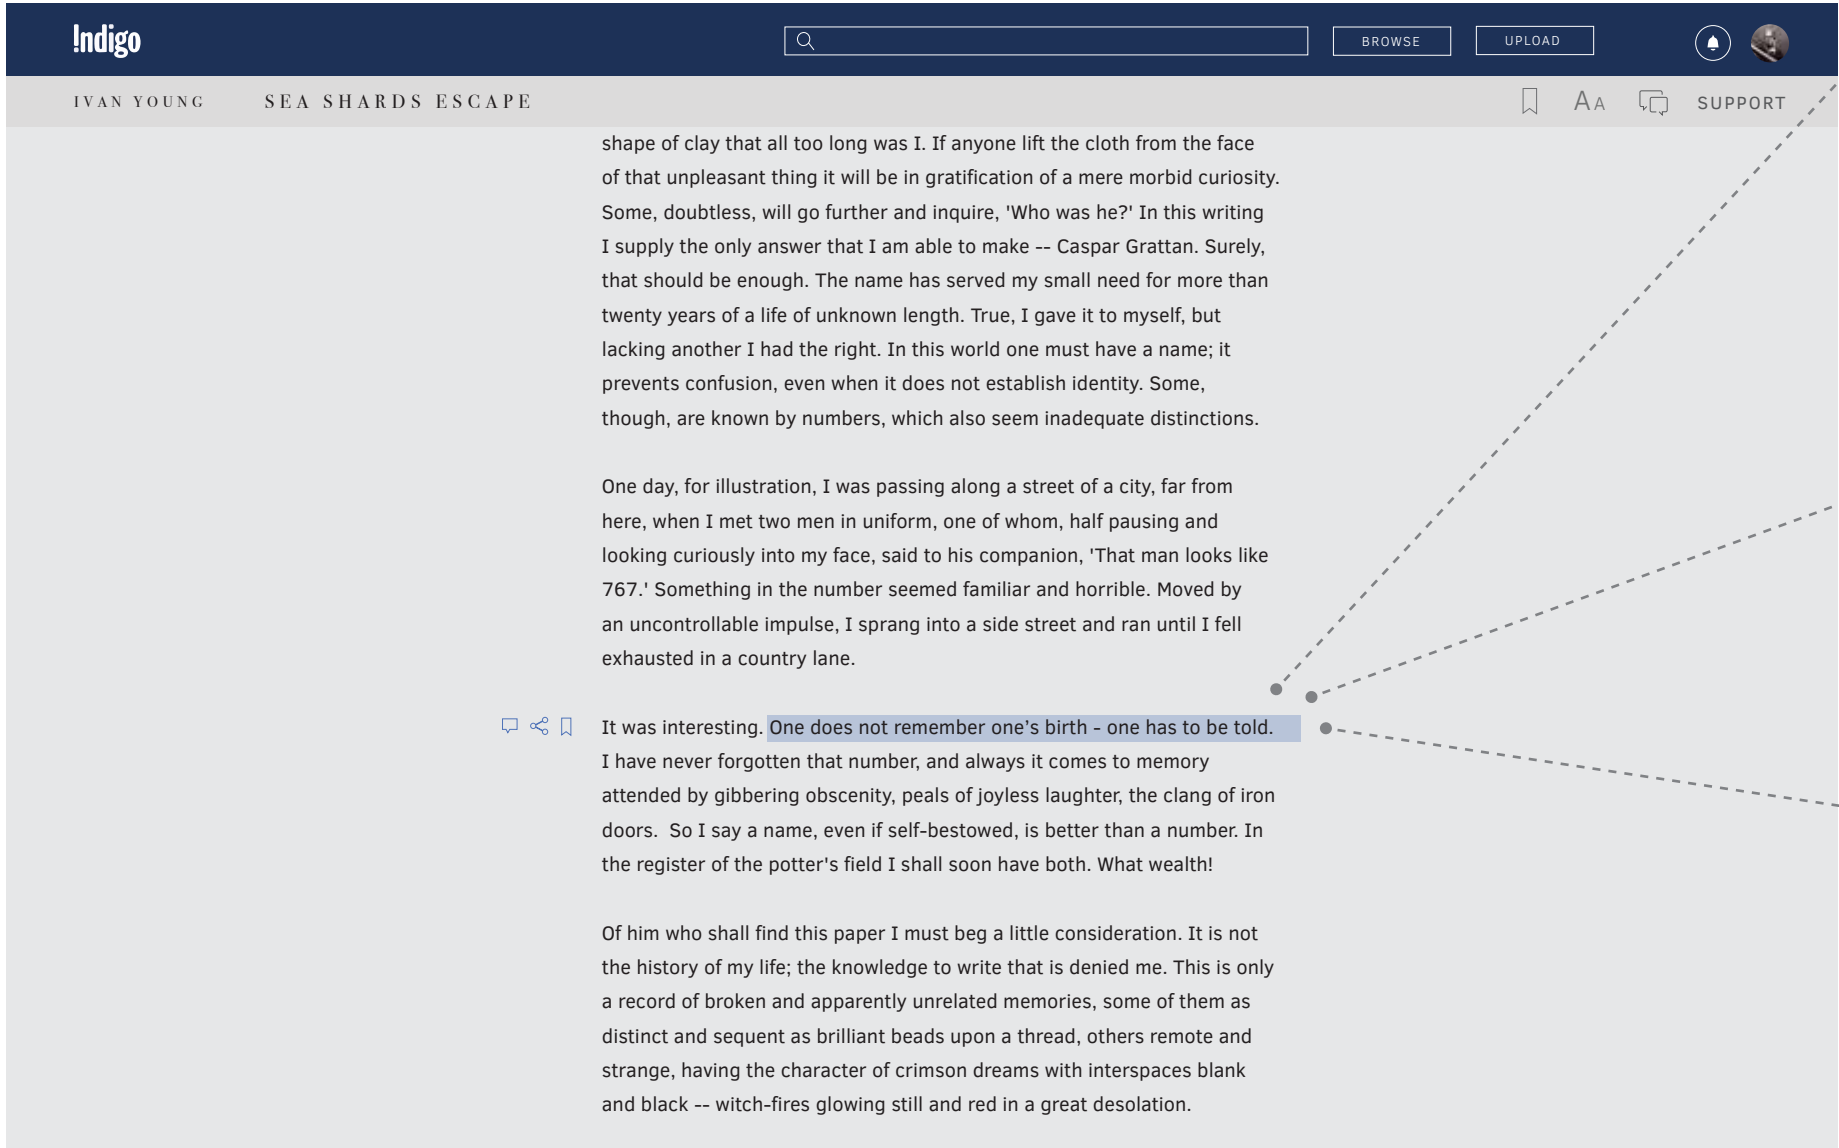 Indigo
BROWSE
UPLOAD
IVAN YOUNG
SEA SHARDS ESCAPE
AA
SUPPORT
shape of clay that all too long was I. If anyone lift the cloth from the face
of that unpleasant thing it will be in gratification of a mere morbid curiosity.
Some, doubtless, will go further and inquire, 'Who was he?' In this writing
I supply the only answer that I am able to make -- Caspar Grattan. Surely,
that should be enough. The name has served my small need for more than
twenty years of a life of unknown length. True, I gave it to myself, but
lacking another I had the right. In this world one must have a name; it
prevents confusion, even when it does not establish identity. Some,
though, are known by numbers, which also seem inadequate distinctions.
One day, for illustration, I was passing along a street of a city, far from
here, when I met two men in uniform, one of whom, half pausing and
looking curiously into my face, said to his companion, 'That man looks like
767.' Something in the number seemed familiar and horrible. Moved by
an uncontrollable impulse, I sprang into a side street and ran until I fell
exhausted in a country lane.
It was interesting. One does not remember one’s birth - one has to be told.
I have never forgotten that number, and always it comes to memory
attended by gibbering obscenity, peals of joyless laughter, the clang of iron
doors.  So I say a name, even if self-bestowed, is better than a number. In
the register of the potter's field I shall soon have both. What wealth!
Of him who shall find this paper I must beg a little consideration. It is not
the history of my life; the knowledge to write that is denied me. This is only
a record of broken and apparently unrelated memories, some of them as
distinct and sequent as brilliant beads upon a thread, others remote and
strange, having the character of crimson dreams with interspaces blank
and black -- witch-fires glowing still and red in a great desolation.